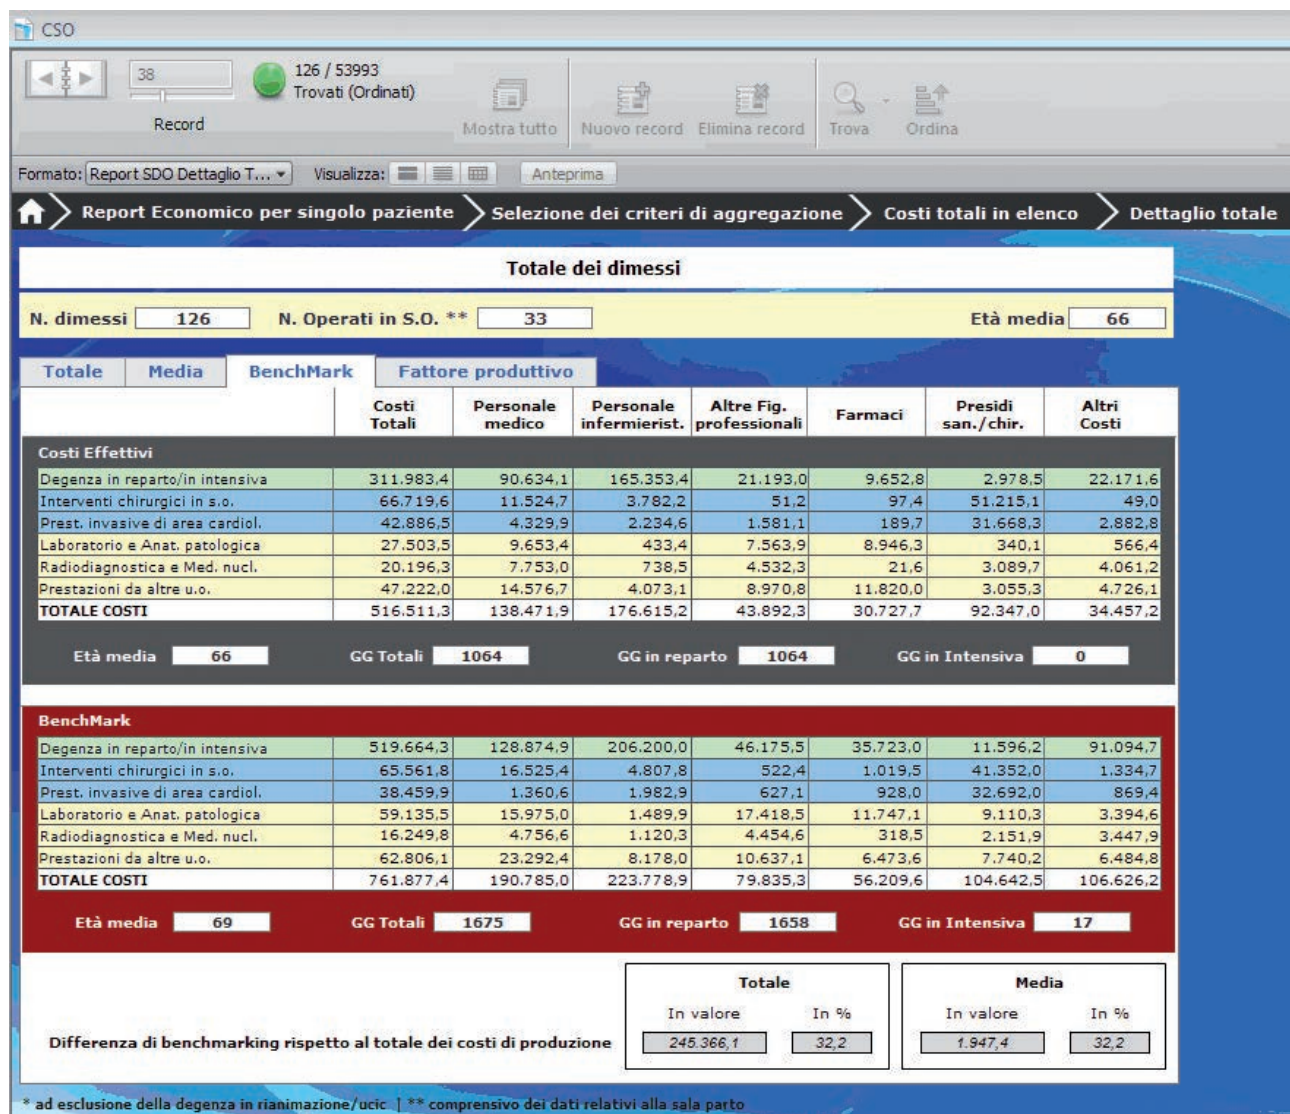 CSO
38
126 / 53993
Trovati (Ordinati)
Record
Mostra tutto Nuovo record Elimina record Trova Ordina
Formato: Report SDO Dettaglio T... Visualizza: Anteprima
Report Economico per singolo paziente Selezione dei criteri di aggregazione Costi totali in elenco Dettaglio totale
Totale dei dimessi
N. dimessi 126 N. Operati in S.O. ** 33 Età media 66
Totale Media BenchMark Fattore produttivo
Costi Totali Personale medico Personale infermierist. Altre Fig. professionali Farmaci Presidi san./chir. Altri Costi
Costi Effettivi
Degenza in reparto/in intensiva 311.983,4 90.634,1 165.353,4 21.193,0 9.652,8 2.978,5 22.171,6
Interventi chirurgici in s.o. 66.719,6 11.524,7 3.782,2 51,2 97,4 51.215,1 49,0
Prest. invasive di area cardiol. 42.886,5 4.329,9 2.234,6 1.581,1 189,7 31.668,3 2.882,8
Laboratorio e Anat. patologica 27.503,5 9.653,4 433,4 7.563,9 8.946,3 340,1 566,4
Radiodiagnostica e Med. nucl. 20.196,3 7.753,0 738,5 4.532,3 21,6 3.089,7 4.061,2
Prestazioni da altre u.o. 47.222,0 14.576,7 4.073,1 8.970,8 11.820,0 3.055,3 4.726,1
TOTALE COSTI 516.511,3 138.471,9 176.615,2 43.892,3 30.727,7 92.347,0 34.457,2
Età media 66 GG Totali 1064 GG in reparto 1064 GG in Intensiva 0
BenchMark
Degenza in reparto/in intensiva 519.664,3 128.874,9 206.200,0 46.175,5 35.723,0 11.596,2 91.094,7
Interventi chirurgici in s.o. 65.561,8 16.525,4 4.807,8 522,4 1.019,5 41.352,0 1.334,7
Prest. invasive di area cardiol. 38.459,9 1.360,6 1.982,9 627,1 928,0 32.692,0 869,4
Laboratorio e Anat. patologica 59.135,5 15.975,0 1.489,9 17.418,5 11.747,1 9.110,3 3.394,6
Radiodiagnostica e Med. nucl. 16.249,8 4.756,6 1.120,3 4.454,6 318,5 2.151,9 3.447,9
Prestazioni da altre u.o. 62.806,1 23.292,4 8.178,0 10.637,1 6.473,6 7.740,2 6.484,8
TOTALE COSTI 761.877,4 190.785,0 223.778,9 79.835,3 56.209,6 104.642,5 106.626,2
Età media 69 GG Totali 1675 GG in reparto 1658 GG in Intensiva 17
Totale Media
In valore In % In valore In %
Differenza di benchmarking rispetto al totale dei costi di produzione 245.366,1 32,2 1.947,4 32,2
* ad esclusione della degenza in rianimazione/ucic | ** comprensivo dei dati relativi alla sala parto